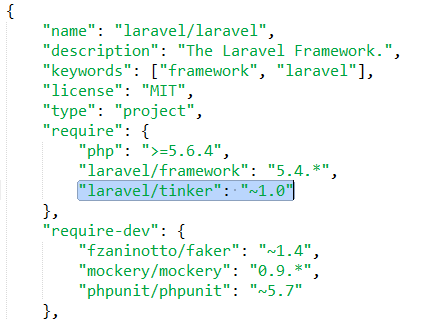 {
"name": "laravel/laravel",
"description": "The Laravel Framework.",
"keywords": ["framework", "laravel"],
"license": "MIT",
"type": "project",
"require": {
"php": ">=5.6.4",
"laravel/framework": "5.4.*",
"laravel/tinker": "~1.0"
},
"require-dev": {
"fzaninotto/faker": "~1.4",
"mockery/mockery": "0.9.*",
"phpunit/phpunit": "~5.7"
},